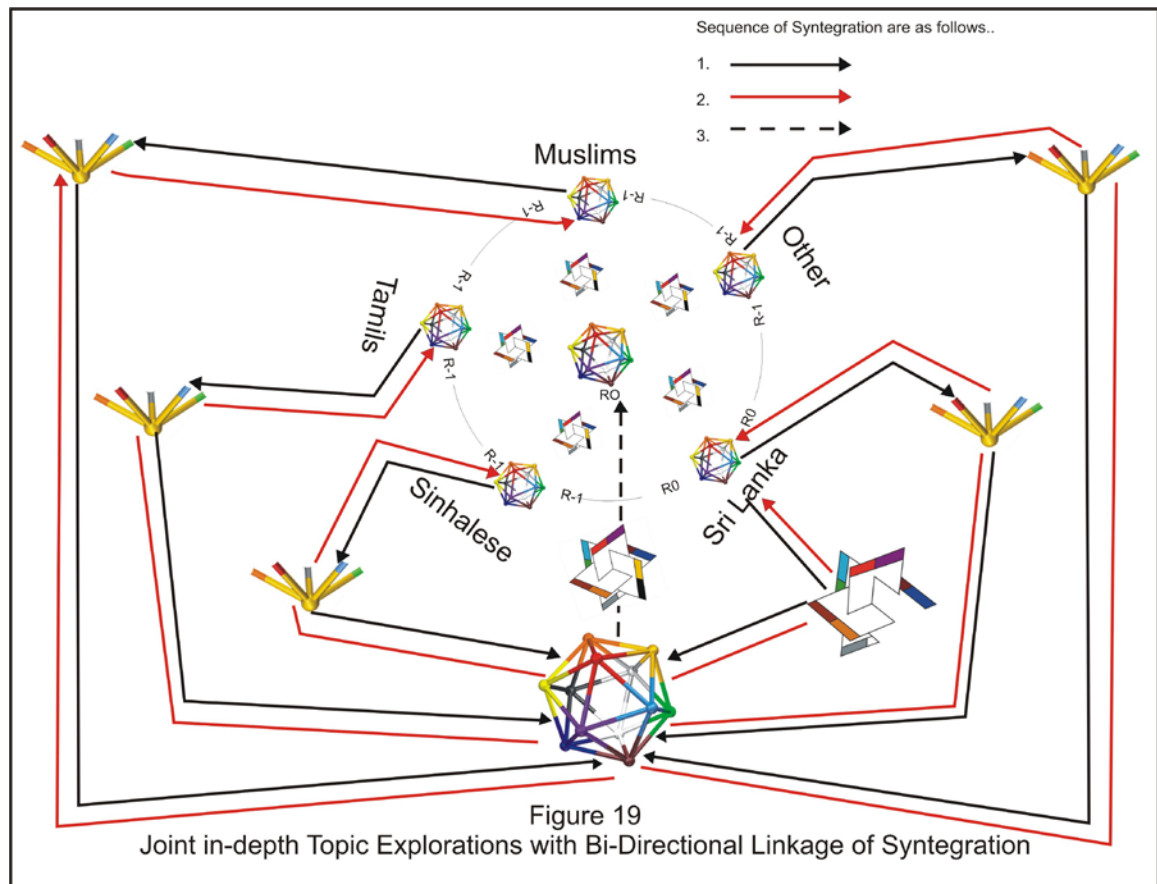 Sequence of Syntegration are as follows..
1.
2.
3.
Muslims
R-1
R-1
R-1
Other
R-1
Tamils
R-1
R-1
RO
R0
R-1
Sinhalese
R-1
R0
Sri Lanka
Figure 19
Joint in-depth Topic Explorations with Bi-Directional Linkage of Syntegration